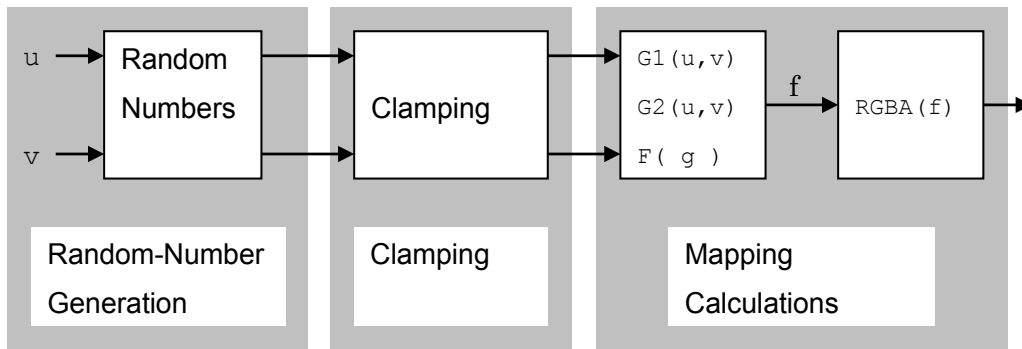 u
v
Random
Numbers
Clamping
G1(u,v)
G2(u,v)
F( g )
f
RGBA(f)
Random-Number
Generation
Clamping
Mapping
Calculations